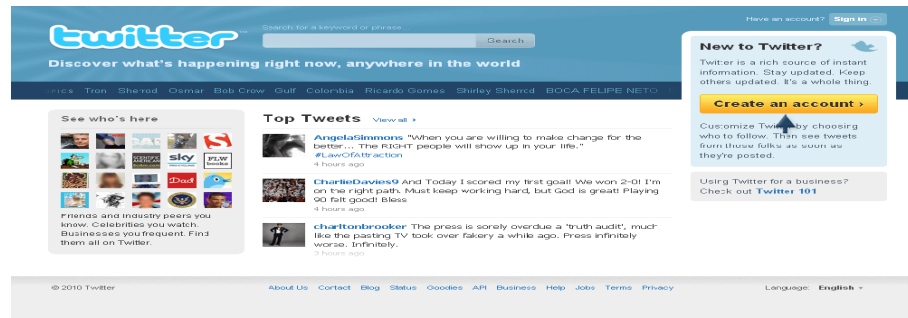 Have an account? Sign in
twitter
Search for a keyword or phrase.
Search
Discover what's happening right now, anywhere in the world
Tron Sherrod Osmar Bob Crow Gulf Colombia Ricardo Gomes Shirley Sherrod BOCA FELIPE NETO
New to Twitter?
Twitter is a rich source of instant
information. Stay updated. Keep
others updated. It's a whole thing.
Create an account ›
Customize Twitter by choosing
who to follow. Then see tweets
from those folks as soon as
they're posted.
Using Twitter for a business?
Check out Twitter 101
See who's here
SCIENTIFIC AMERICAN
sky
FLW
books
Dad
S
Friends and industry peers you
know. Celebrities you watch.
Businesses you frequent. Find
them all on Twitter.
Top Tweets View all ›
AngelaSimmons "When you are willing to make change for the
better... The RIGHT people will show up in your life."
#LawOfAttraction
4 hours ago
CharlieDavies9 And Today I scored my first goal! We won 2-0! I'm
on the right path. Must keep working hard, but God is great! Playing
90 felt good! Bless
4 hours ago
charltonbrooker The press is sorely overdue a 'truth audit', much
like the pasting TV took over fakery a while ago. Press infinitely
worse. Infinitely.
3 hours ago
© 2010 Twitter
About Us Contact Blog Status Goodies API Business Help Jobs Terms Privacy
Language: English